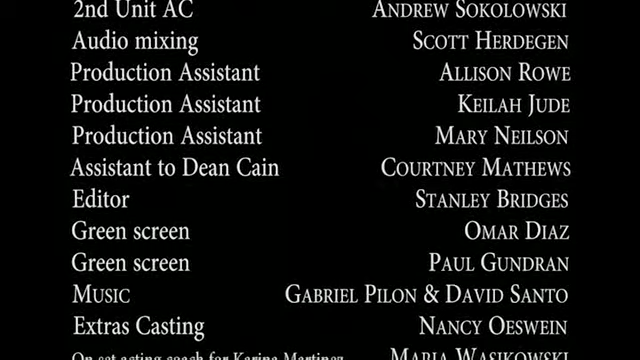 2nd Unit AC ANDREW SOKOLOWSKI
Audio mixing SCOTT HERDEGEN
Production Assistant ALLISON ROWE
Production Assistant KEILAH JUDE
Production Assistant MARY NEILSON
Assistant to Dean Cain COURTNEY MATHEWS
Editor STANLEY BRIDGES
Green screen OMAR DIAZ
Green screen PAUL GUNDRAN
MUSIC GABRIEL PILON & DAVID SANTO
Extras Casting NANCY OESWEIN
On set acting coach for Karina Martinez MARIA WASIKOWSKI